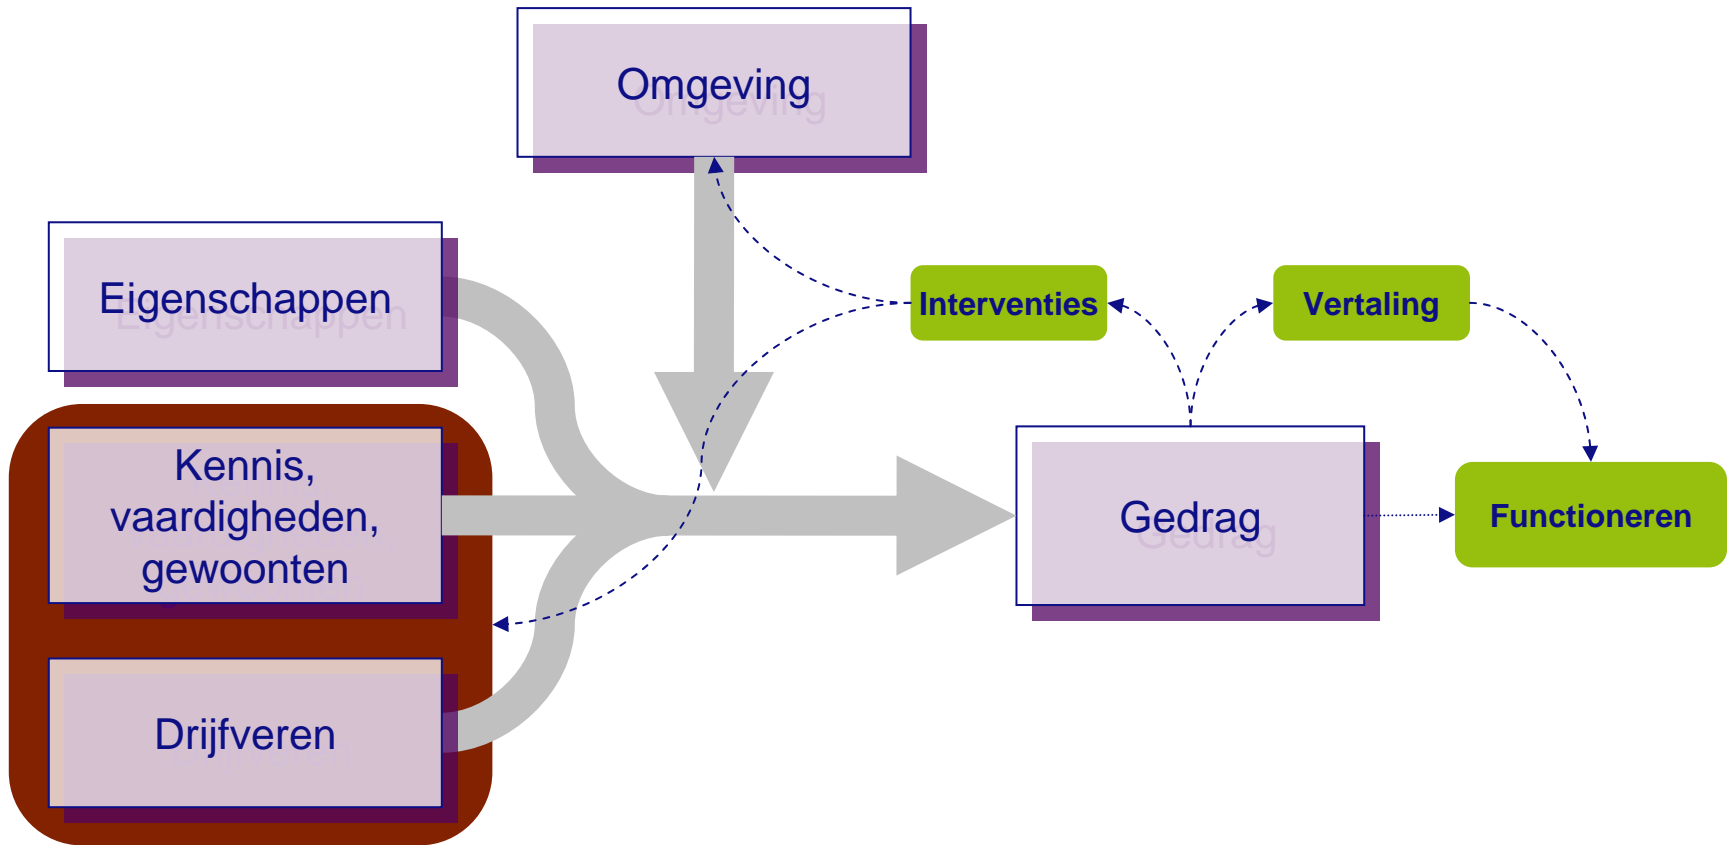 Omgeving
Eigenschappen
Interventies
Vertaling
Kennis,
vaardigheden,
gewoonten
Gedrag
Functioneren
Drijfveren